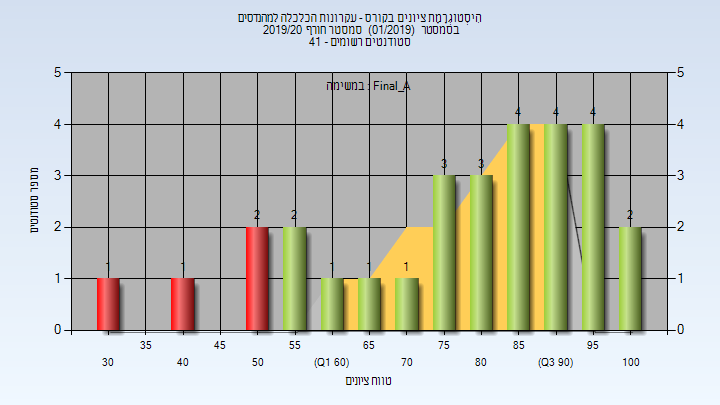 היסטוגרמת ציונים בקורס - עקרונות הכלכלה למהנדסים
בסמסטר (01/2019) סמסטר חורף 2019/20
סטודנטים רשומים - 41
במשימה : Final_A
מספר סטודנטים
5 5
4 4
3 3
2 2
1 1
0 0
1 1 2 2 1 1 1 3 3 4 4 4 2
35 45 55 65 75 85 95
30 40 50 (Q1 60) 70 80 (Q3 90) 100
טווח ציונים